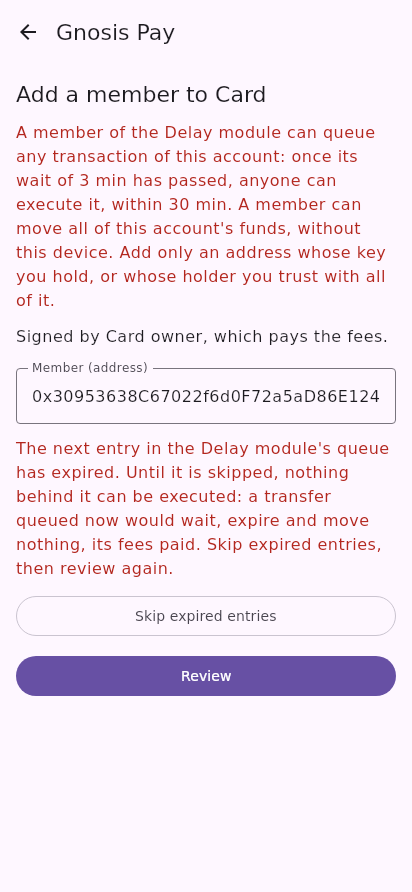 Gnosis Pay
Add a member to Card
A member of the Delay module can queue
any transaction of this account: once its
wait of 3 min has passed, anyone can
execute it, within 30 min. A member can
move all of this account's funds, without
this device. Add only an address whose key
you hold, or whose holder you trust with all
of it.
Signed by Card owner, which pays the fees.
Member (address)
0x30953638C67022f6d0F72a5aD86E124
The next entry in the Delay module's queue
has expired. Until it is skipped, nothing
behind it can be executed: a transfer
queued now would wait, expire and move
nothing, its fees paid. Skip expired entries,
then review again.
Skip expired entries
Review